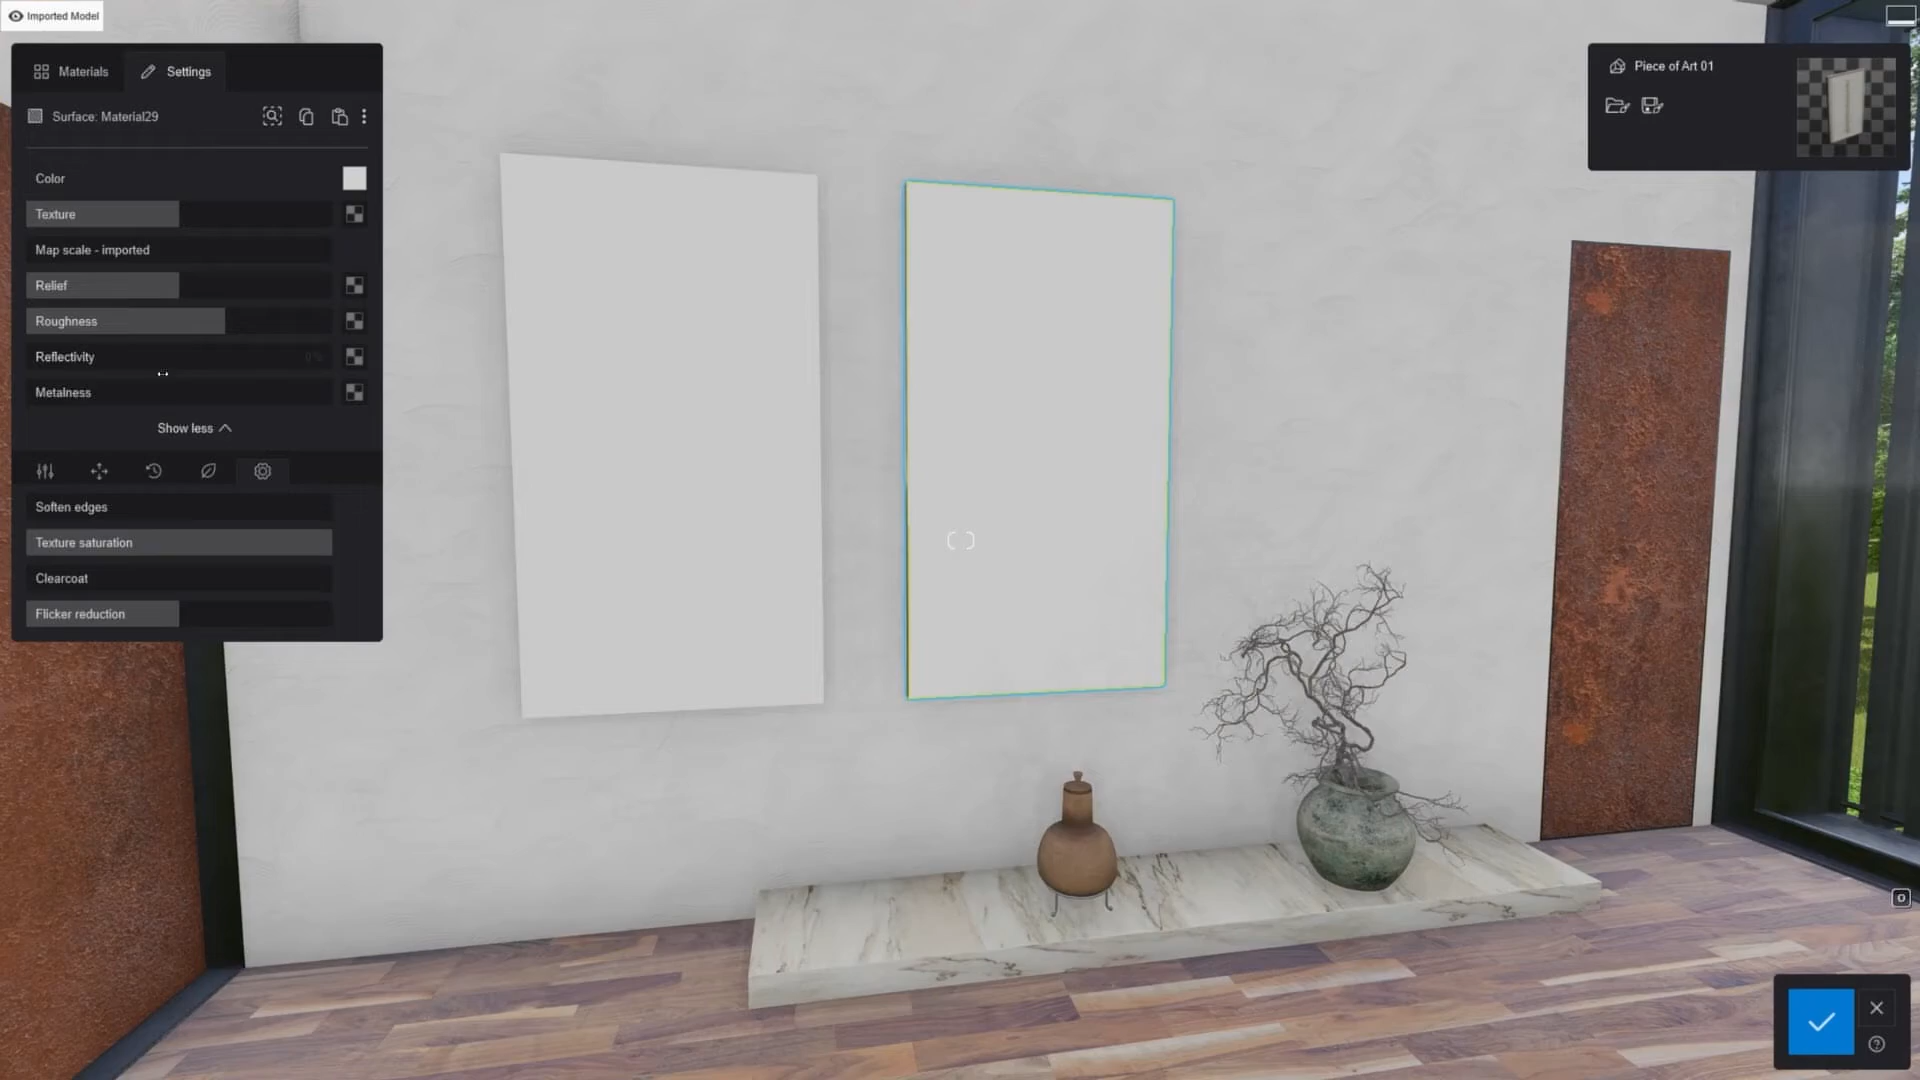 Imported Model
Materials
Settings
Surface: Material29
Color
Texture
Map scale - imported
Relief
Roughness
Reflectivity
0%
Metalness
Show less
Soften edges
Texture saturation
Clearcoat
Flicker reduction
Piece of Art 01
O